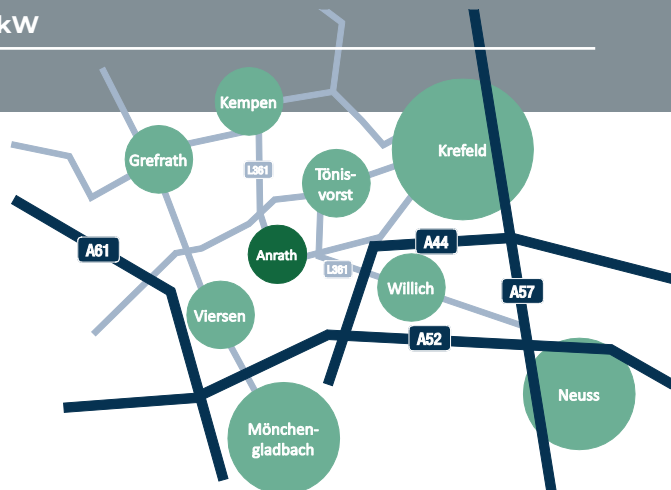 kW
Kempen
Krefeld
Grefrath
L361
Tönis-
vorst
A61
A44
Anrath
L361
Willich
A57
Viersen
A52
Neuss
Mönchen-
gladbach